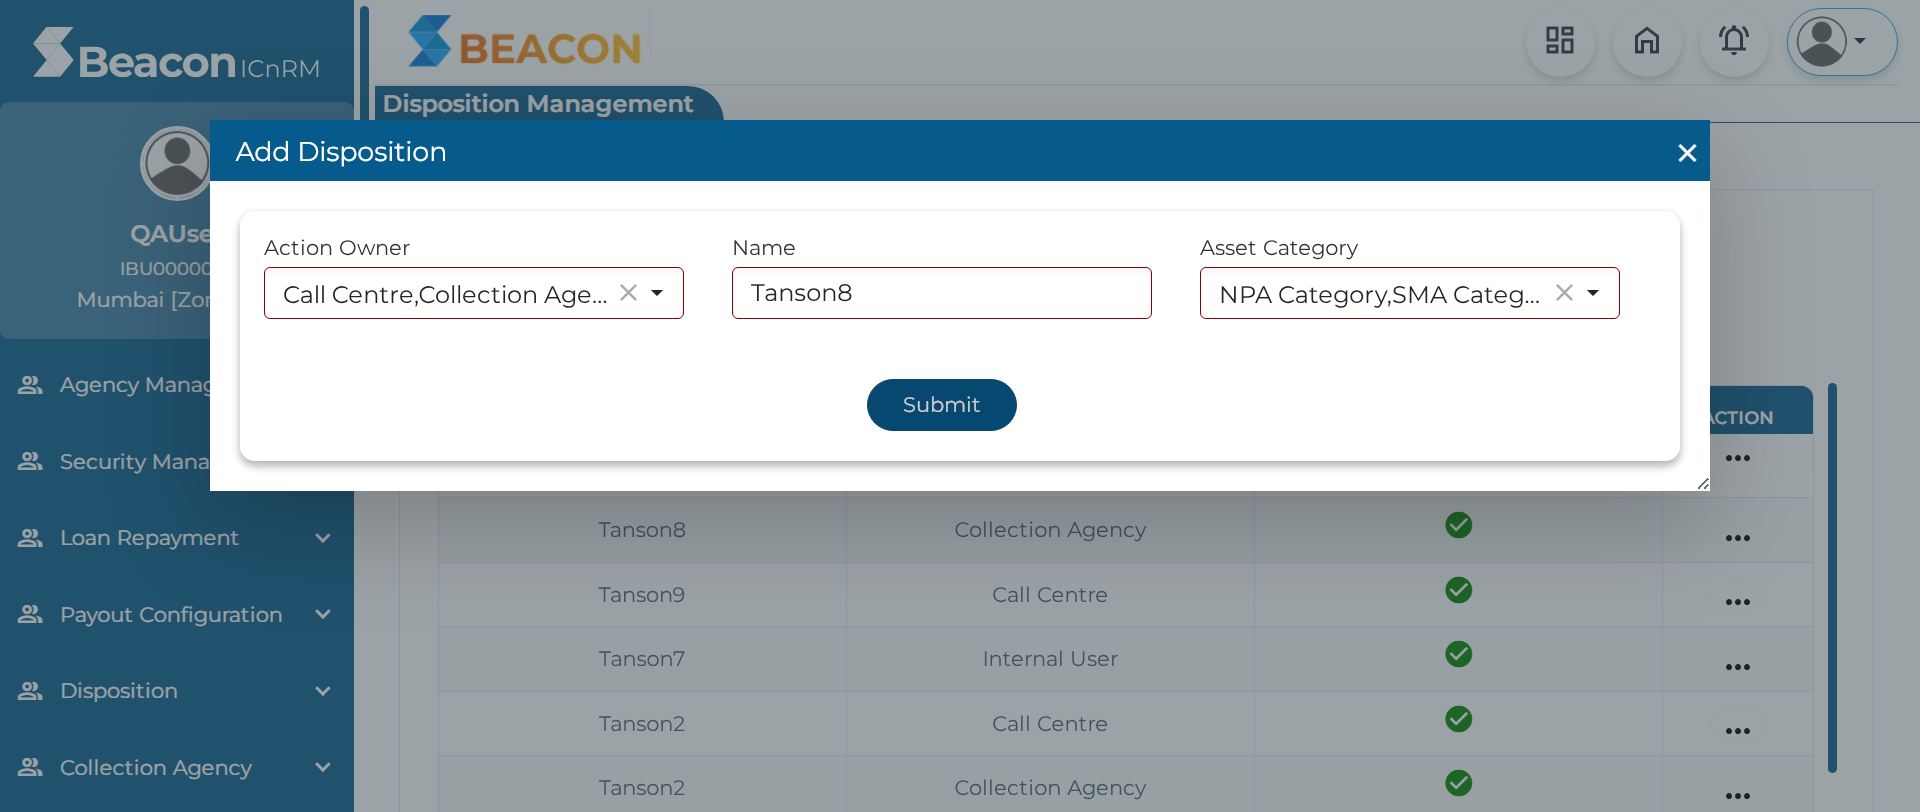 Beacon ICnRM
BEACON
Disposition Management
Add Disposition
QAUse
IBU00000
Mumbai [Zor
Action Owner
Name
Asset Category
Call Centre,Collection Age...
Tanson8
NPA Category,SMA Categ...
Submit
Agency Manag
Security Mana
Loan Repayment
Payout Configuration
Disposition
Collection Agency
ACTION
Tanson8 Collection Agency
Tanson9 Call Centre
Tanson7 Internal User
Tanson2 Call Centre
Tanson2 Collection Agency